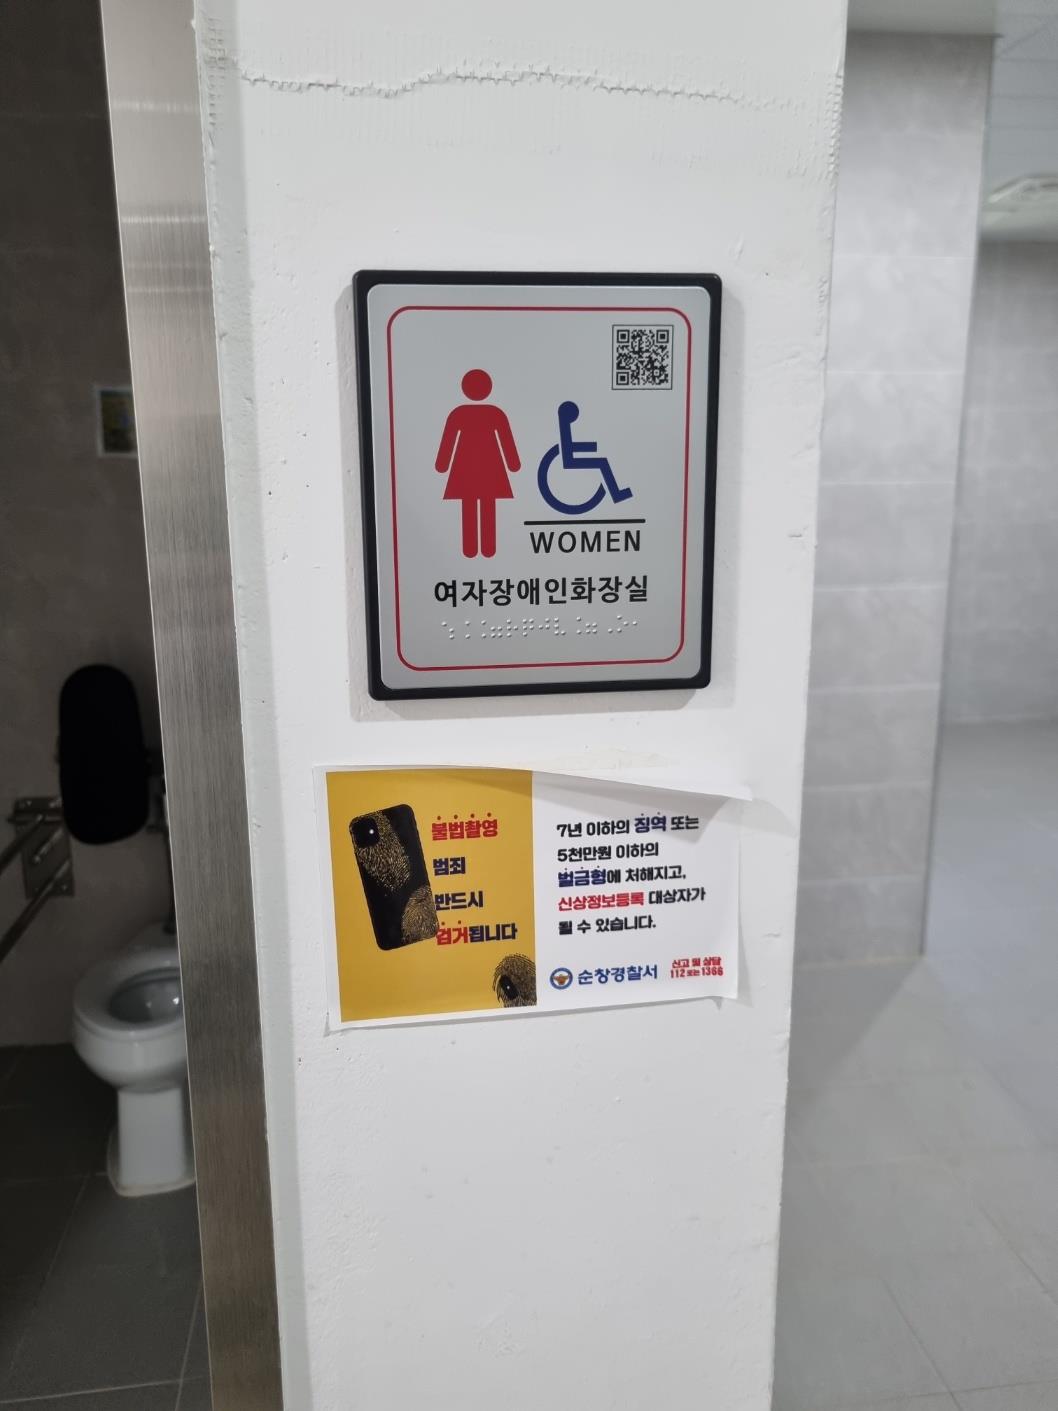 WOMEN
여자장애인화장실
불법촬영
범죄
반드시
검거됩니다
7년 이하의 징역 또는
5천만원 이하의
벌금형에 처해지고,
신상정보등록 대상자가
될 수 있습니다.
순창경찰서
신고 및 상담
112 또는 1366